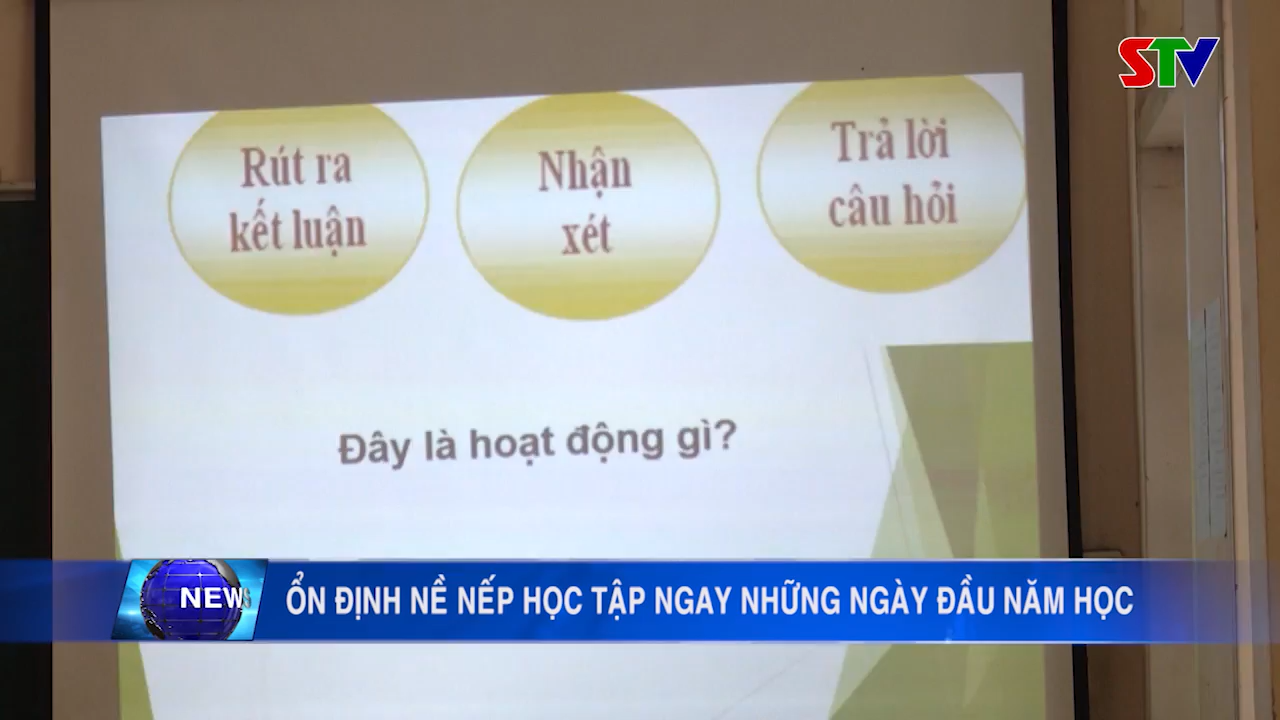 STV
Rút ra
kết luận
Nhận
xét
Trả lời
câu hỏi
Đây là hoạt động gì?
NEWS
ỔN ĐỊNH NỀ NẾP HỌC TẬP NGAY NHỮNG NGÀY ĐẦU NĂM HỌC